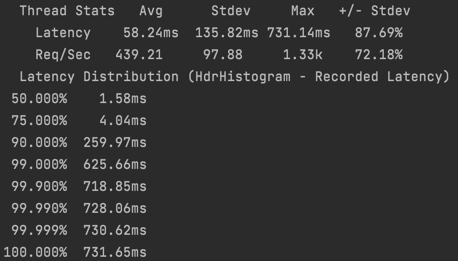 Thread Stats   Avg      Stdev     Max   +/- Stdev
Latency    58.24ms  135.82ms 731.14ms   87.69%
Req/Sec   439.21     97.88     1.33k    72.18%
Latency Distribution (HdrHistogram - Recorded Latency)
50.000%    1.58ms
75.000%    4.04ms
90.000%  259.97ms
99.000%  625.66ms
99.900%  718.85ms
99.990%  728.06ms
99.999%  730.62ms
100.000%  731.65ms